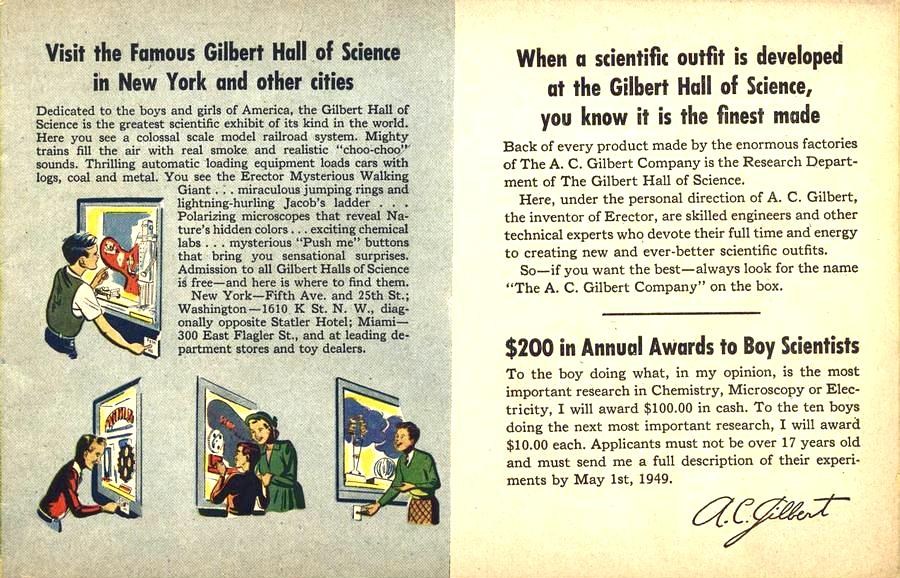 Visit the Famous Gilbert Hall of Science
in New York and other cities
Dedicated to the boys and girls of America, the Gilbert Hall of
Science is the greatest scientific exhibit of its kind in the world.
Here you see a colossal scale model railroad system. Mighty
trains fill the air with real smoke and realistic "choo-choo"
sounds. Thrilling automatic loading equipment loads cars with
logs, coal and metal. You see the Erector Mysterious Walking
Giant . . . miraculous jumping rings and
lightning-hurling Jacob's ladder . . .
Polarizing microscopes that reveal Na-
ture's hidden colors . . . exciting chemical
labs . . . mysterious "Push me" buttons
that bring you sensational surprises.
Admission to all Gilbert Halls of Science
is free—and here is where to find them.
New York—Fifth Ave. and 25th St.;
Washington—1610 K St. N. W., diag-
onally opposite Statler Hotel; Miami—
300 East Flagler St., and at leading de-
partment stores and toy dealers.
When a scientific outfit is developed
at the Gilbert Hall of Science,
you know it is the finest made
Back of every product made by the enormous factories
of The A. C. Gilbert Company is the Research Depart-
ment of The Gilbert Hall of Science.
Here, under the personal direction of A. C. Gilbert,
the inventor of Erector, are skilled engineers and other
technical experts who devote their full time and energy
to creating new and ever-better scientific outfits.
So—if you want the best—always look for the name
"The A. C. Gilbert Company" on the box.
$200 in Annual Awards to Boy Scientists
To the boy doing what, in my opinion, is the most
important research in Chemistry, Microscopy or Elec-
tricity, I will award $100.00 in cash. To the ten boys
doing the next most important research, I will award
$10.00 each. Applicants must not be over 17 years old
and must send me a full description of their experi-
ments by May 1st, 1949.
A.C. Gilbert